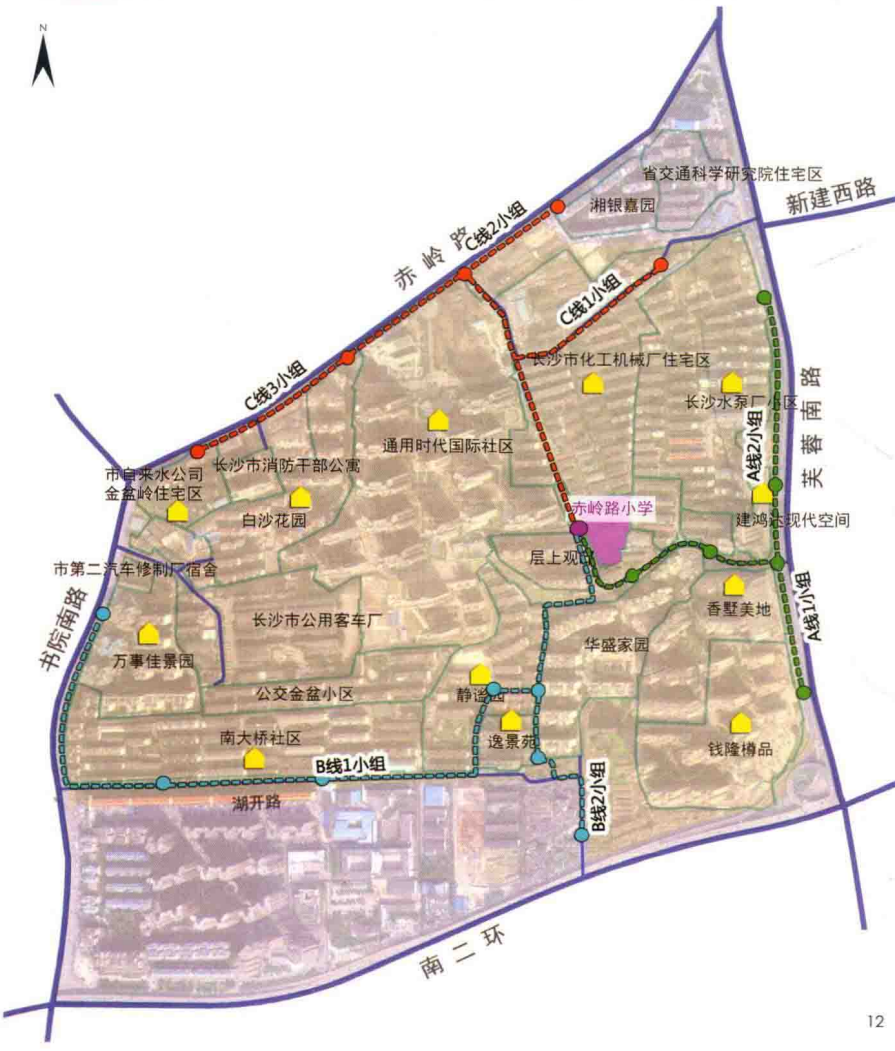 N
省交通科学研究院住宅区
新建西路
湘银嘉园
C线2小组
赤岭路
C线1小组
长沙市化工机械厂住宅区
C线3小组
长沙水泵厂小区
芙蓉南路
A线2小组
通用时代国际社区
长沙市消防干部公寓
市自来水公司
金盆岭住宅区
白沙花园
赤岭路小学
建鸿达现代空间
层上观
市第二汽车修制厂宿舍
香墅美地
A线1小组
书院南路
长沙市公用客车厂
华盛家园
万事佳景园
公交金盆小区
静谧园
南大桥社区
逸景苑
钱隆樽品
B线1小组
B线2小组
湖开路
南二环
12